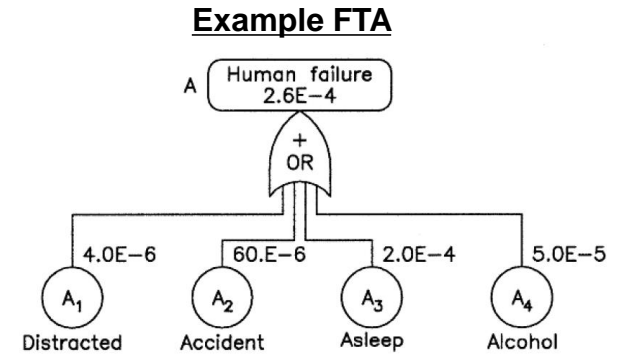 Example FTA
A
Human failure
2.6E-4
+
OR
4.0E-6
60.E-6
2.0E-4
5.0E-5
A1
A2
A3
A4
Distracted
Accident
Asleep
Alcohol